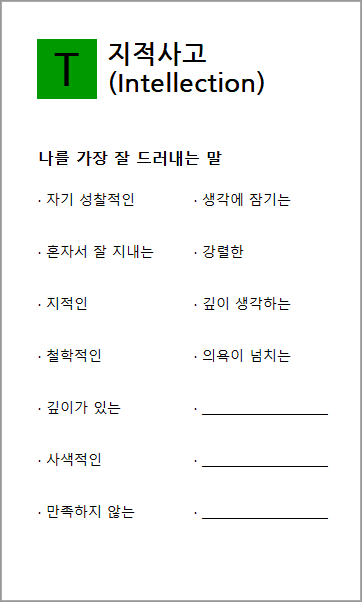 T
지적사고
(Intellection)
나를 가장 잘 드러내는 말
· 자기 성찰적인
· 생각에 잠기는
· 혼자서 잘 지내는
· 강렬한
· 지적인
· 깊이 생각하는
· 철학적인
· 의욕이 넘치는
· 깊이가 있는
· __________________
· 사색적인
· __________________
· 만족하지 않는
· __________________